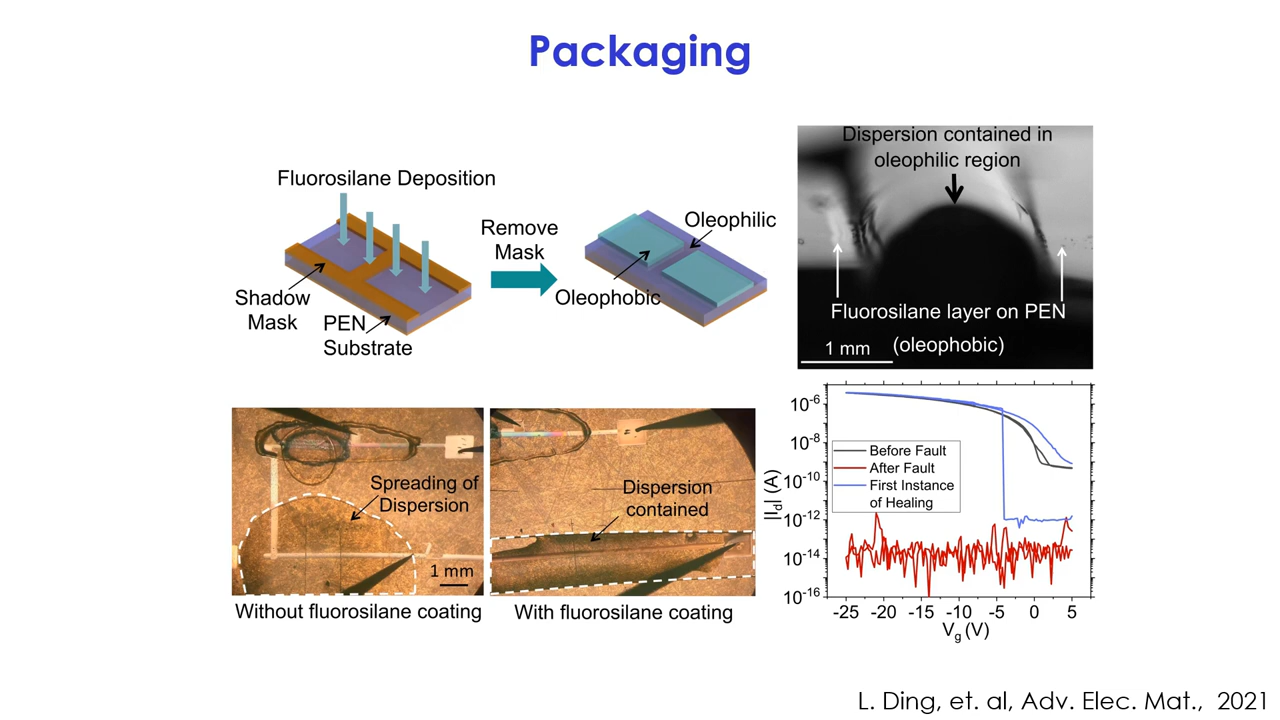 Packaging
Fluorosilane Deposition
Shadow
Mask
PEN
Substrate
Remove
Mask
Oleophilic
Oleophobic
Dispersion contained in
oleophilic region
Fluorosilane layer on PEN
(oleophobic)
1 mm
Spreading of
Dispersion
1 mm
Without fluorosilane coating
Dispersion
contained
With fluorosilane coating
|Id| (A)
10-6
10-8
10-10
10-12
10-14
10-16
Before Fault
After Fault
First Instance
of Healing
-25 -20 -15 -10 -5 0 5
Vg (V)
L. Ding, et. al, Adv. Elec. Mat., 2021